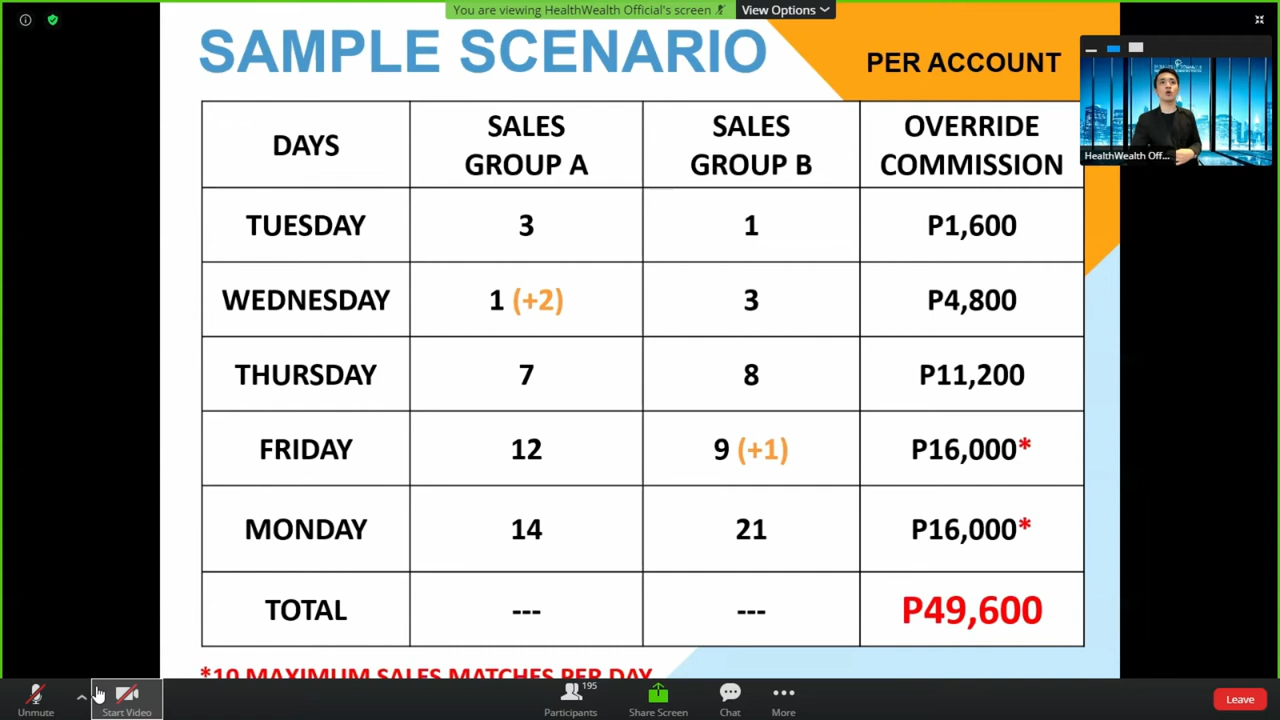 You are viewing HealthWealth Official's screen
View Options
SAMPLE SCENARIO
PER ACCOUNT
DAYS
SALES GROUP A
SALES GROUP B
OVERRIDE COMMISSION
TUESDAY 3 1 P1,600
WEDNESDAY 1 (+2) 3 P4,800
THURSDAY 7 8 P11,200
FRIDAY 12 9 (+1) P16,000*
MONDAY 14 21 P16,000*
TOTAL --- --- P49,600
*10 MAXIMUM SALES MATCHES PER DAY
HealthWealth Off...
Unmute
Start Video
195
Participants
Share Screen
Chat
More
Leave